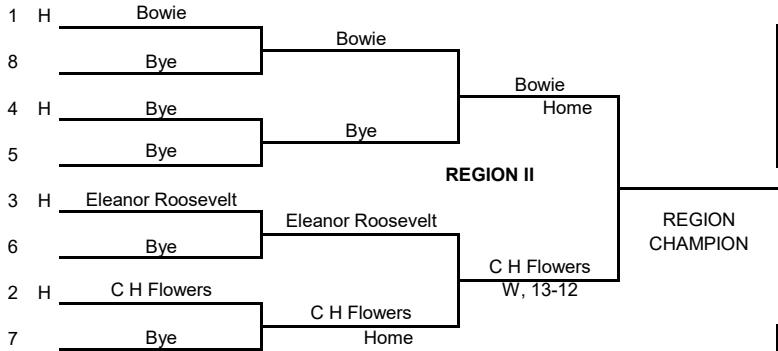 1 H Bowie
Bowie
8 Bye
Bowie
Home
4 H Bye
Bye
5 Bye
REGION II
3 H Eleanor Roosevelt
Eleanor Roosevelt
6 Bye
REGION
CHAMPION
C H Flowers
W, 13-12
2 H C H Flowers
C H Flowers
Home
7 Bye